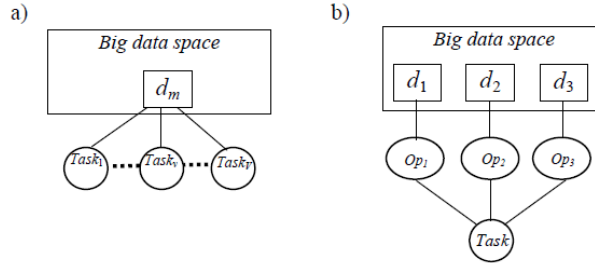 a)
Big data space
d_m
Task_1 Task_v Task_V
b)
Big data space
d_1 d_2 d_3
Op_1 Op_2 Op_3
Task